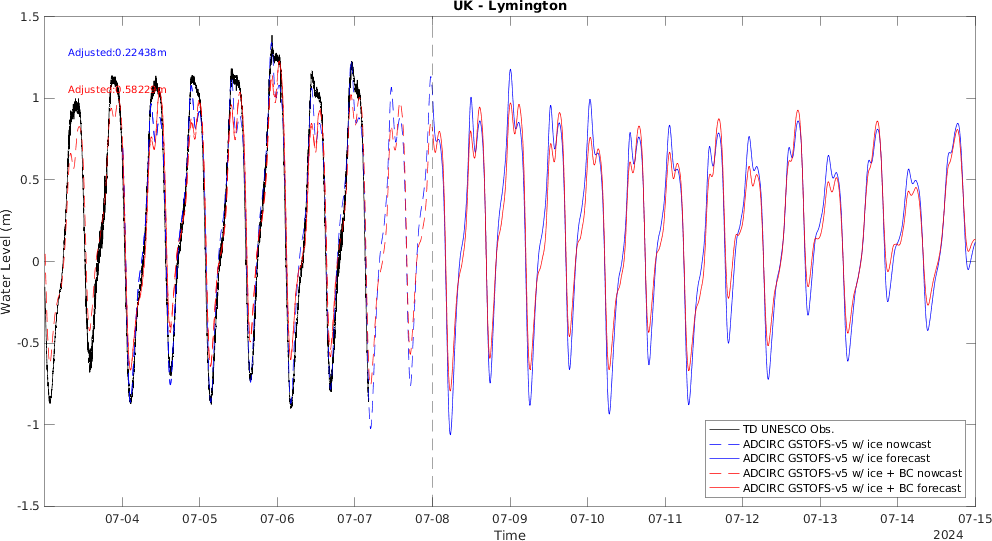 UK - Lymington
1.5
1
0.5
0
-0.5
-1
-1.5
Water Level (m)
Adjusted:0.22438m
Adjusted:0.58229m
TD UNESCO Obs.
ADCIRC GSTOFS-v5 w/ ice nowcast
ADCIRC GSTOFS-v5 w/ ice forecast
ADCIRC GSTOFS-v5 w/ ice + BC nowcast
ADCIRC GSTOFS-v5 w/ ice + BC forecast
07-04 07-05 07-06 07-07 07-08 07-09 07-10 07-11 07-12 07-13 07-14 07-15
Time
2024